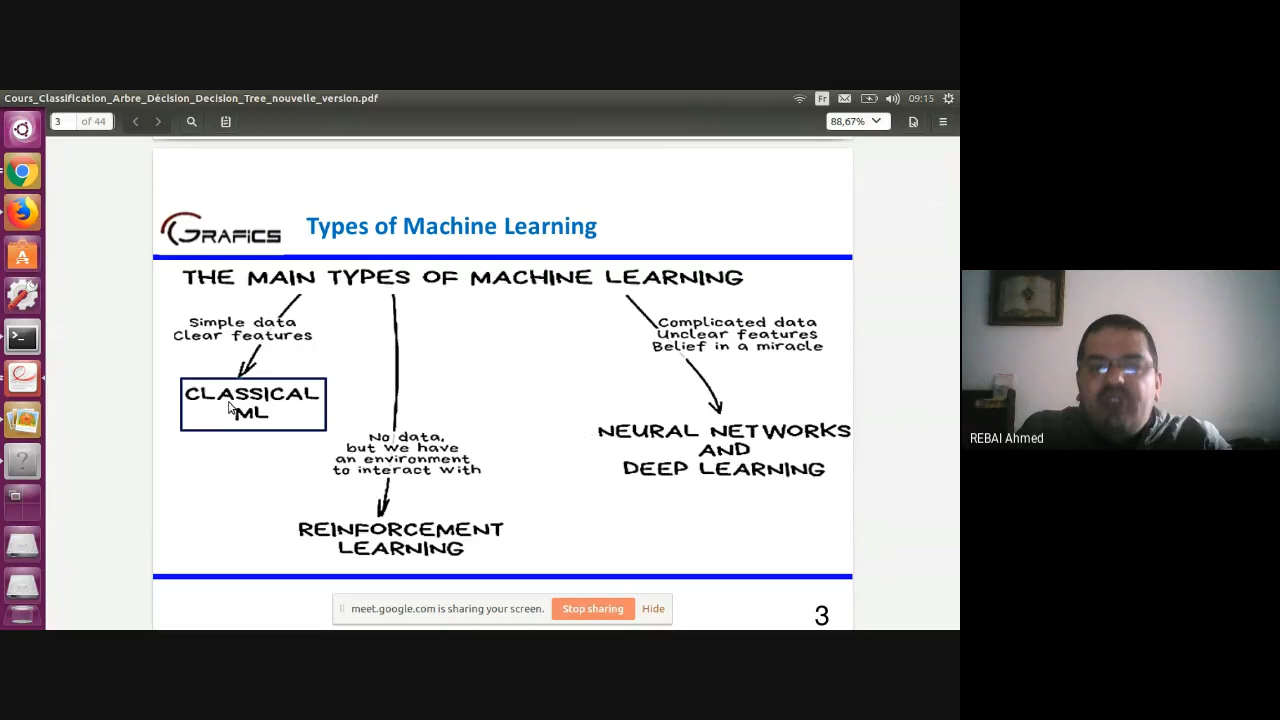 Cours_Classification_Arbre_Décision_Decision_Tree_nouvelle_version.pdf
Fr
09:15
3 of 44
88,67%
GRAFICS
Types of Machine Learning
THE MAIN TYPES OF MACHINE LEARNING
Simple data
Clear features
CLASSICAL
ML
No data,
but we have
an environment
to interact with
REINFORCEMENT
LEARNING
Complicated data
Unclear features
Belief in a miracle
NEURAL NETWORKS
AND
DEEP LEARNING
meet.google.com is sharing your screen.
Stop sharing
Hide
3
REBAI Ahmed